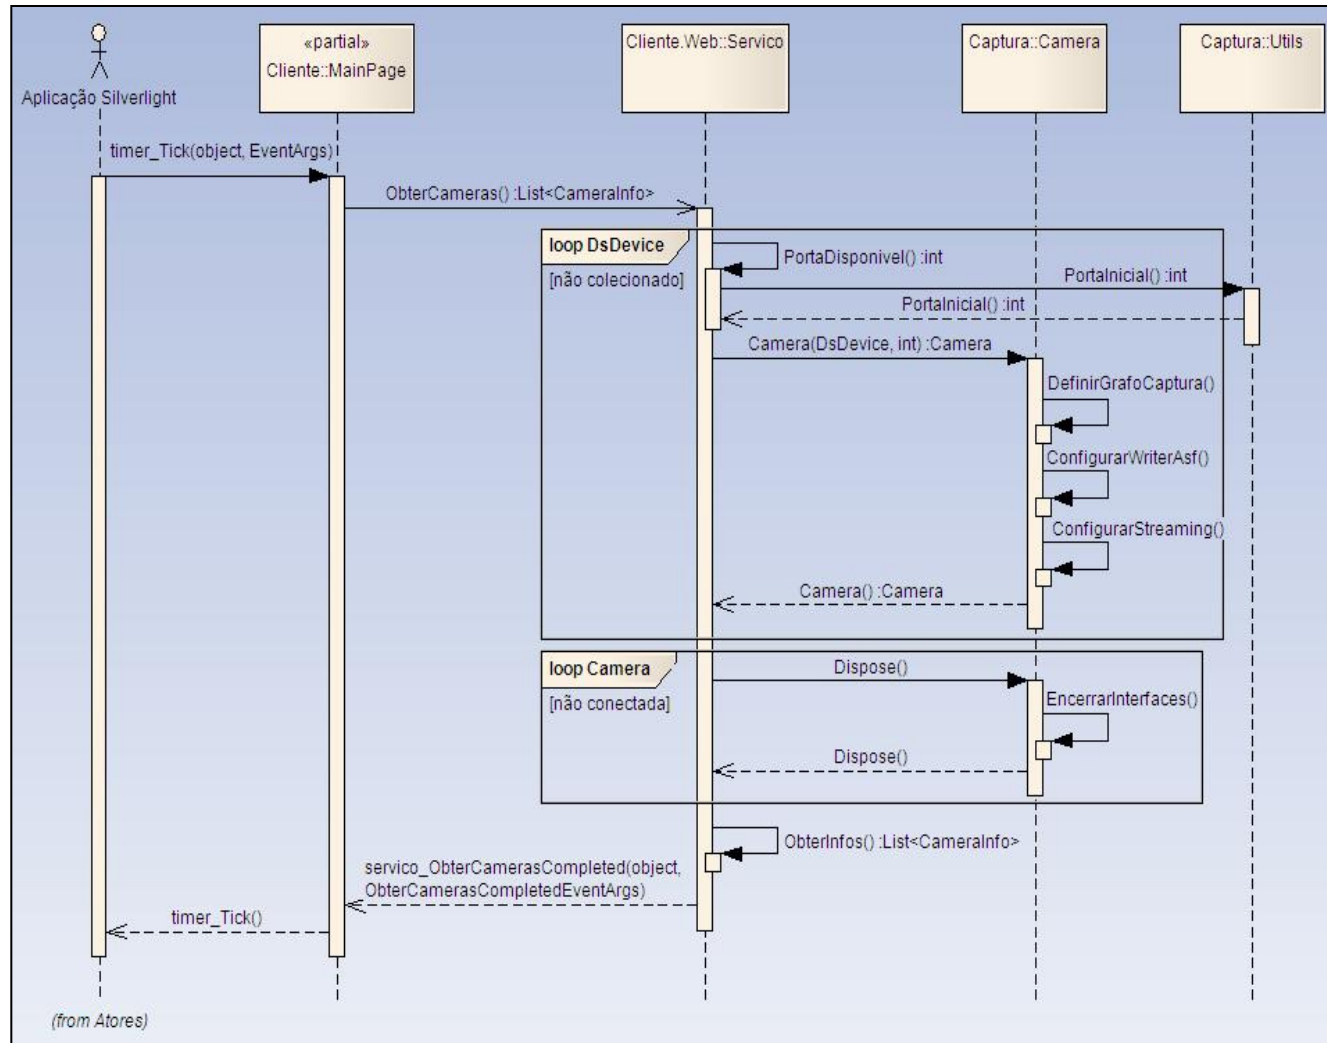 «partial»
Cliente::MainPage
Cliente.Web::Servico
Captura::Camera
Captura::Utils
Aplicação Silverlight
timer_Tick(object, EventArgs)
ObterCameras() :List<CameraInfo>
loop DsDevice
[não colecionado]
PortaDisponivel() :int
PortaInicial() :int
PortaInicial() :int
Camera(DsDevice, int) :Camera
DefinirGrafoCaptura()
ConfigurarWriterAsf()
ConfigurarStreaming()
Camera() :Camera
loop Camera
[não conectada]
Dispose()
EncerrarInterfaces()
Dispose()
ObterInfos() :List<CameraInfo>
servico_ObterCamerasCompleted(object,
ObterCamerasCompletedEventArgs)
timer_Tick()
(from Atores)